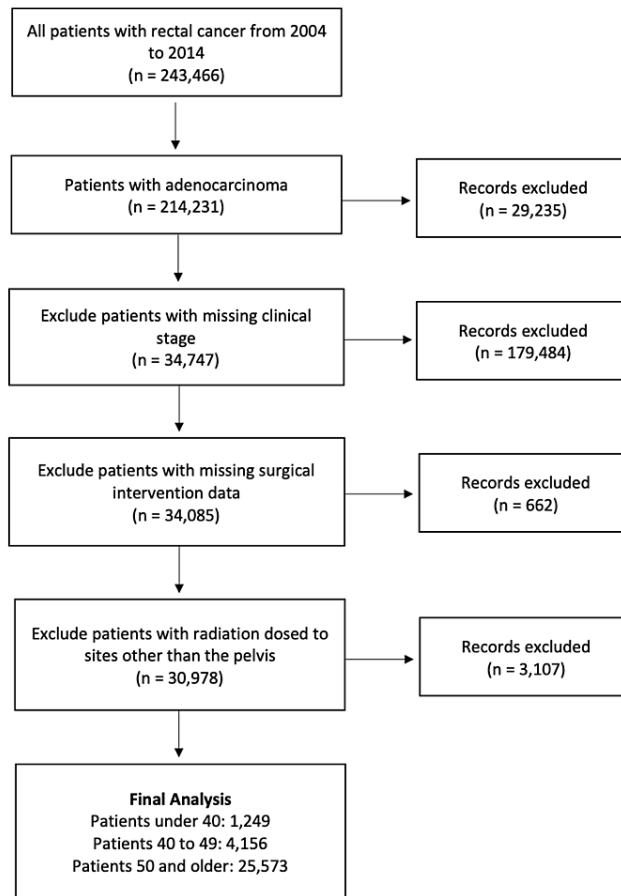 All patients with rectal cancer from 2004
to 2014
(n = 243,466)
Patients with adenocarcinoma
(n = 214,231)
Records excluded
(n = 29,235)
Exclude patients with missing clinical
stage
(n = 34,747)
Records excluded
(n = 179,484)
Exclude patients with missing surgical
intervention data
(n = 34,085)
Records excluded
(n = 662)
Exclude patients with radiation dosed to
sites other than the pelvis
(n = 30,978)
Records excluded
(n = 3,107)
Final Analysis
Patients under 40: 1,249
Patients 40 to 49: 4,156
Patients 50 and older: 25,573